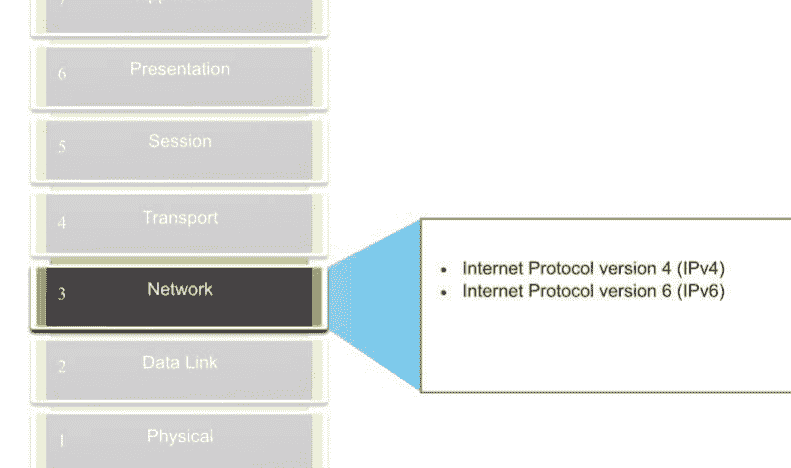 6 Presentation
5 Session
4 Transport
3 Network
• Internet Protocol version 4 (IPv4)
• Internet Protocol version 6 (IPv6)
2 Data Link
1 Physical